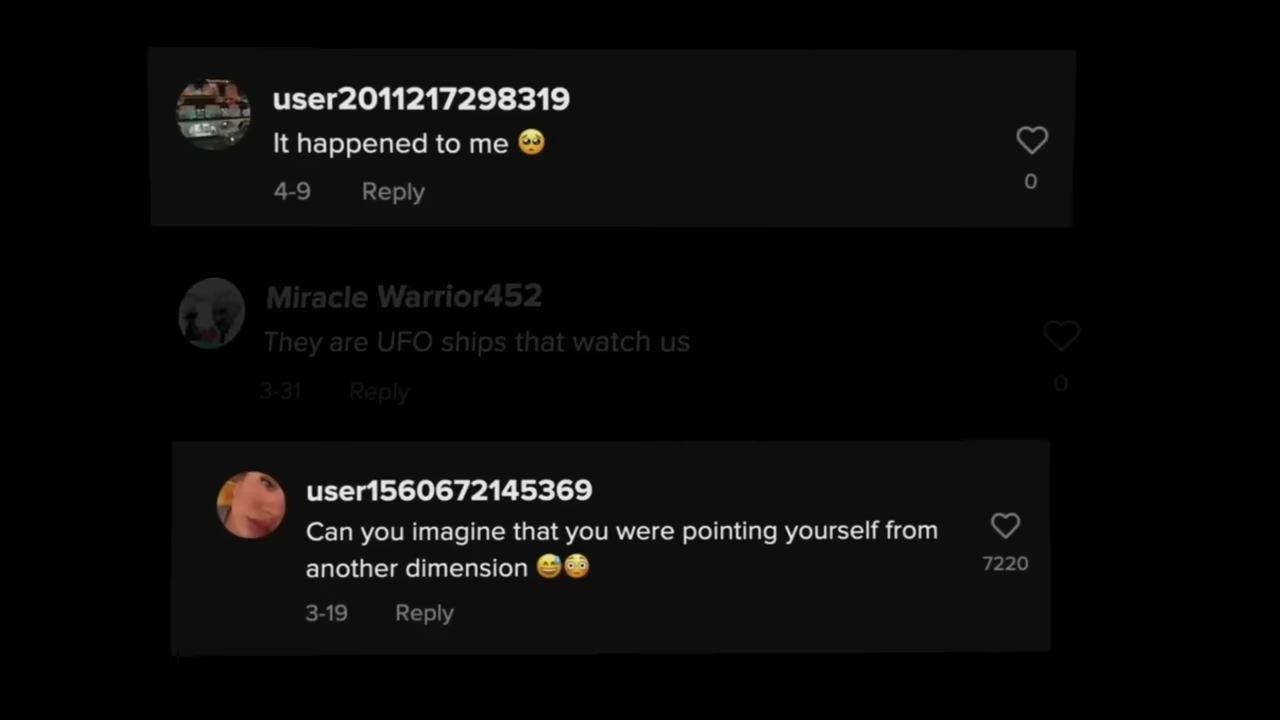 user2011217298319
It happened to me 🥺
4-9 Reply
0
Miracle Warrior452
They are UFO ships that watch us
3-31 Reply
0
user1560672145369
Can you imagine that you were pointing yourself from
another dimension 😅😳
7220
3-19 Reply